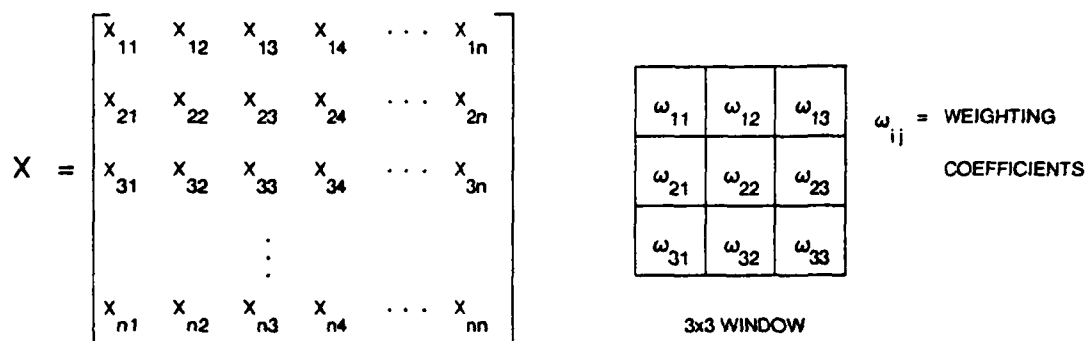 X11 X12 X13 X14 · · · X1n
X21 X22 X23 X24 · · · X2n
X = X31 X32 X33 X34 · · · X3n
Xn1 Xn2 Xn3 Xn4 · · · Xnn
ω11 ω12 ω13
ω21 ω22 ω23
ω31 ω32 ω33
3x3 WINDOW
ωij = WEIGHTING
COEFFICIENTS